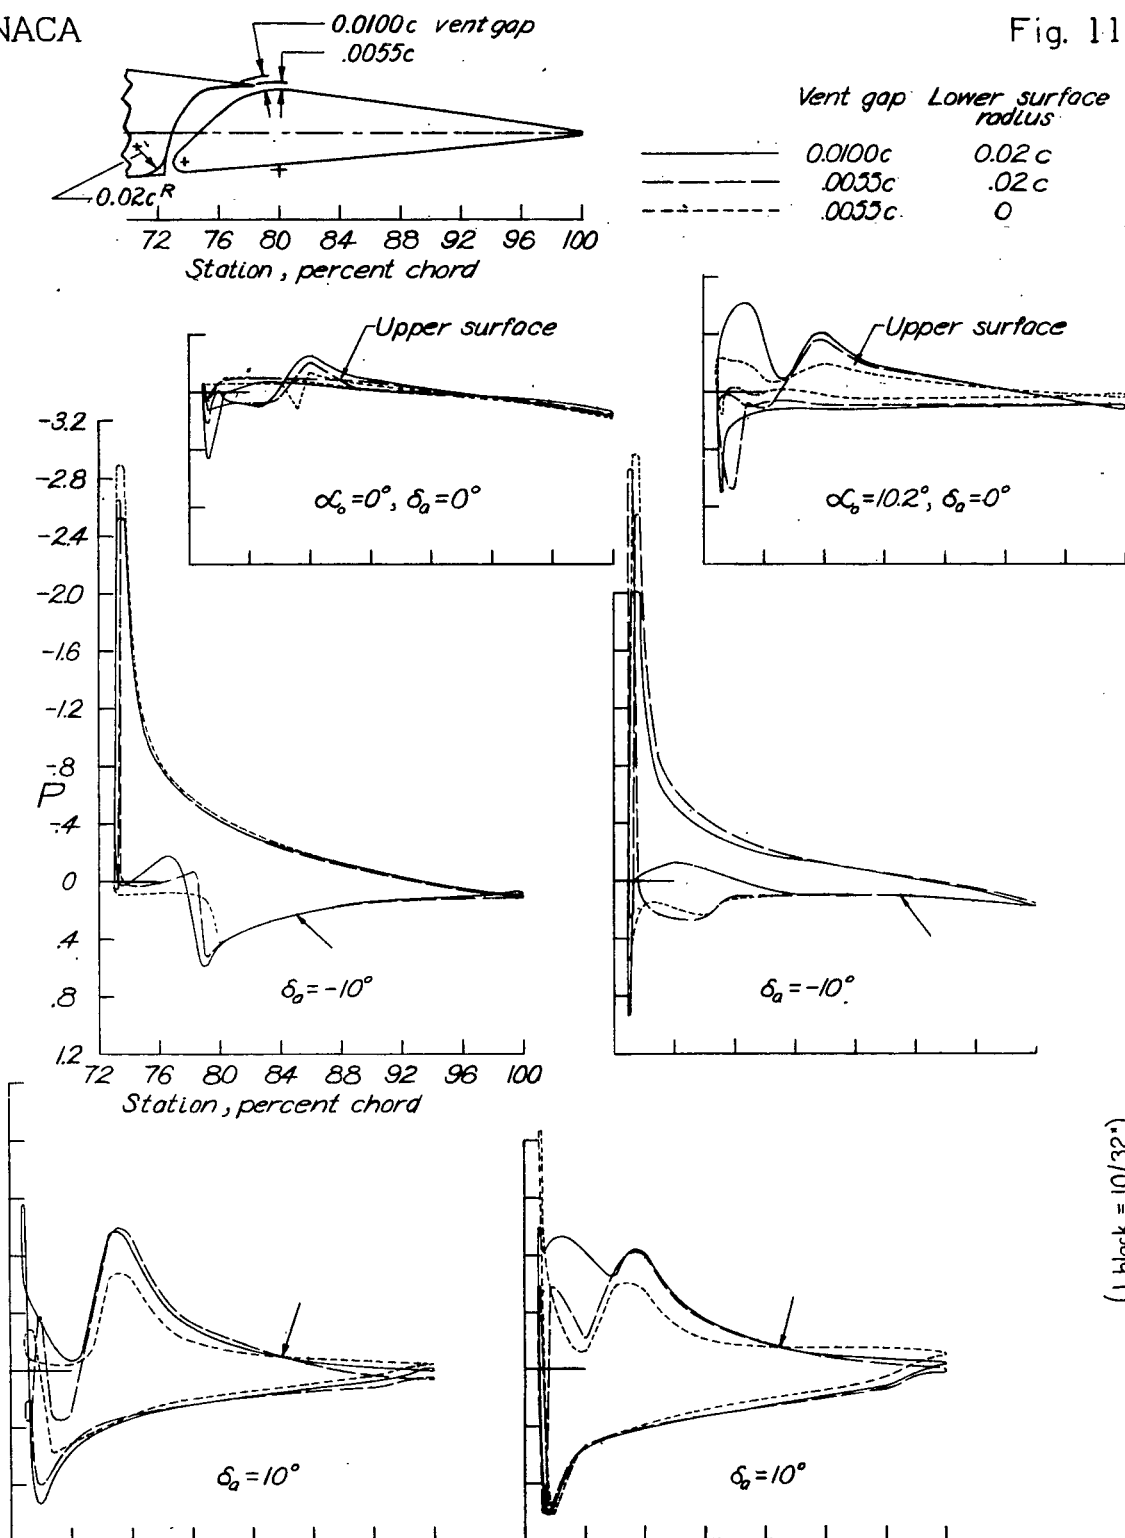 NACA
Fig. 11
0.0100c vent gap
.0055c
0.02c R
72 76 80 84 88 92 96 100
Station, percent chord
Vent gap Lower surface radius
0.0100c 0.02c
.0055c .02c
.0055c 0
Upper surface
α₀=0°, δₐ=0°
Upper surface
α₀=10.2°, δₐ=0°
-3.2
-2.8
-2.4
-2.0
-1.6
-1.2
-.8
P
-.4
0
.4
.8
1.2
δₐ=-10°
δₐ=-10°
72 76 80 84 88 92 96 100
Station, percent chord
δₐ=10°
δₐ=10°
(1 block = 10/32")